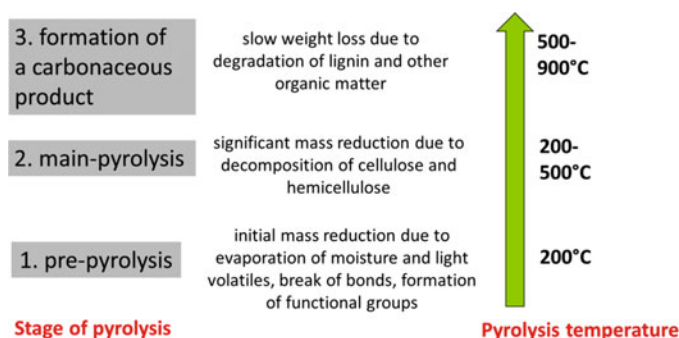 3. formation of
a carbonaceous
product
slow weight loss due to
degradation of lignin and other
organic matter
500-
900°C
2. main-pyrolysis
significant mass reduction due to
decomposition of cellulose and
hemicellulose
200-
500°C
1. pre-pyrolysis
initial mass reduction due to
evaporation of moisture and light
volatiles, break of bonds, formation
of functional groups
200°C
Stage of pyrolysis
Pyrolysis temperature